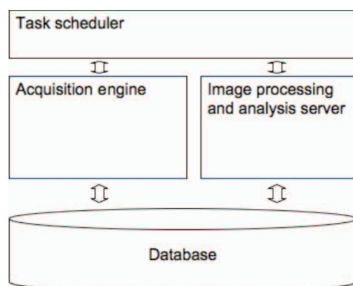 Task scheduler
Acquisition engine
Image processing
and analysis server
Database